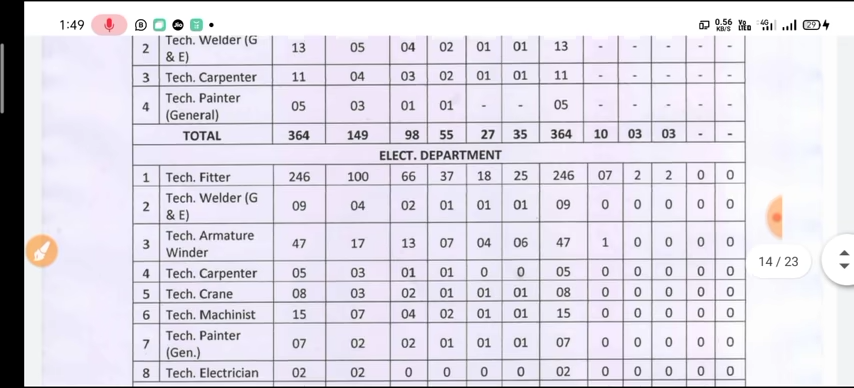 1:49 B Jio 0.56 KB/S Vo LTED 4G 29
2 Tech. Welder (G & E) 13 05 04 02 01 01 13 - - - - -
3 Tech. Carpenter 11 04 03 02 01 01 11 - - - - -
4 Tech. Painter (General) 05 03 01 01 - - 05 - - - - -
TOTAL 364 149 98 55 27 35 364 10 03 03 - -
ELECT. DEPARTMENT
1 Tech. Fitter 246 100 66 37 18 25 246 07 2 2 0 0
2 Tech. Welder (G & E) 09 04 02 01 01 01 09 0 0 0 0 0
3 Tech. Armature Winder 47 17 13 07 04 06 47 1 0 0 0 0
14 / 23
4 Tech. Carpenter 05 03 01 01 0 0 05 0 0 0 0 0
5 Tech. Crane 08 03 02 01 01 01 08 0 0 0 0 0
6 Tech. Machinist 15 07 04 02 01 01 15 0 0 0 0 0
7 Tech. Painter (Gen.) 07 02 02 01 01 01 07 0 0 0 0 0
8 Tech. Electrician 02 02 0 0 0 0 02 0 0 0 0 0